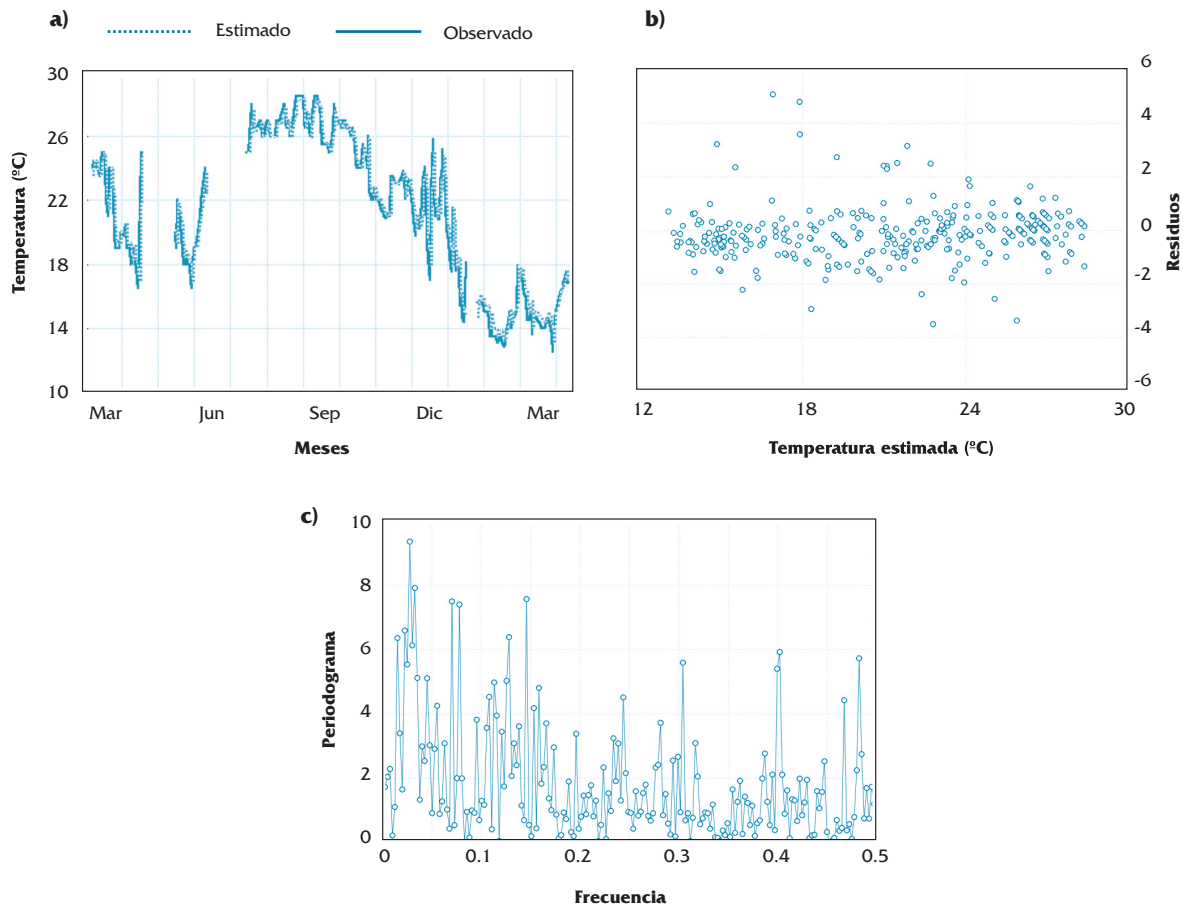 a)
Estimado
Observado
30
26
22
18
14
10
Temperatura (ºC)
Mar
Jun
Sep
Dic
Mar
Meses
b)
6
4
2
0
-2
-4
-6
Residuos
12
18
24
30
Temperatura estimada (ºC)
c)
10
8
6
4
2
0
Periodograma
0
0.1
0.2
0.3
0.4
0.5
Frecuencia